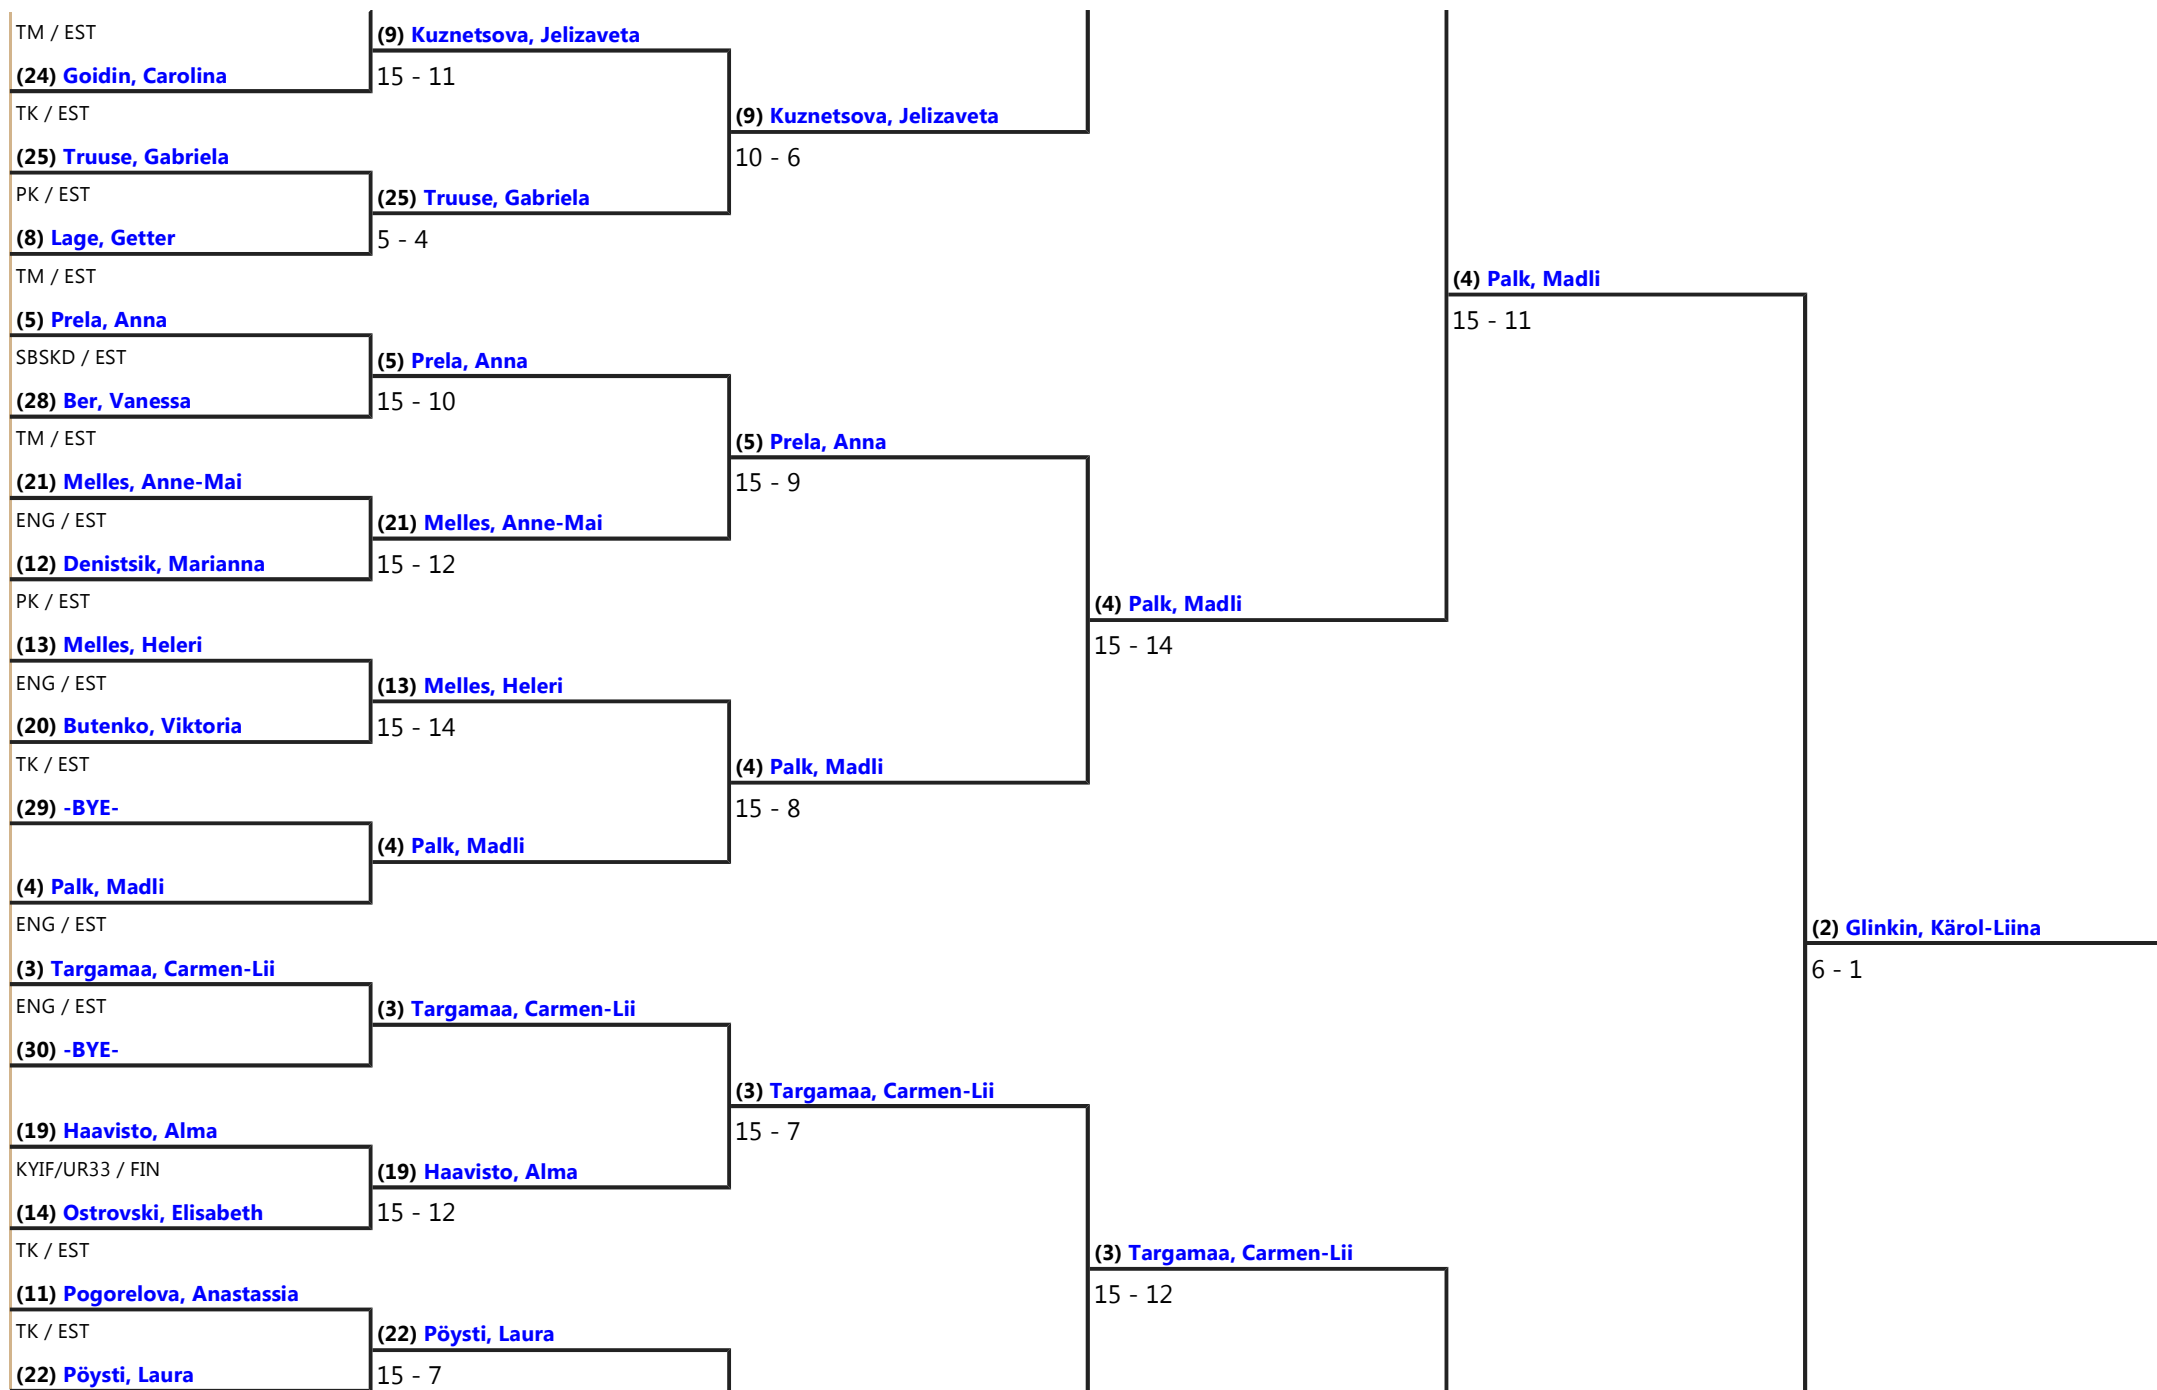 TM / EST
(24) Goidin, Carolina
TK / EST
(25) Truuse, Gabriela
PK / EST
(8) Lage, Getter
TM / EST
(5) Prela, Anna
SBSKD / EST
(28) Ber, Vanessa
TM / EST
(21) Melles, Anne-Mai
ENG / EST
(12) Denistsik, Marianna
PK / EST
(13) Melles, Heleri
ENG / EST
(20) Butenko, Viktoria
TK / EST
(29) -BYE-
(4) Palk, Madli
ENG / EST
(3) Targamaa, Carmen-Lii
ENG / EST
(30) -BYE-
(19) Haavisto, Alma
KYIF/UR33 / FIN
(14) Ostrovski, Elisabeth
TK / EST
(11) Pogorelova, Anastassia
TK / EST
(22) Pöysti, Laura
(9) Kuznetsova, Jelizaveta
15 - 11
(25) Truuse, Gabriela
5 - 4
(5) Prela, Anna
15 - 10
(21) Melles, Anne-Mai
15 - 12
(13) Melles, Heleri
15 - 14
(4) Palk, Madli
(3) Targamaa, Carmen-Lii
(19) Haavisto, Alma
15 - 12
(22) Pöysti, Laura
15 - 7
(9) Kuznetsova, Jelizaveta
10 - 6
(5) Prela, Anna
15 - 9
(4) Palk, Madli
15 - 8
(3) Targamaa, Carmen-Lii
15 - 7
(4) Palk, Madli
15 - 14
(3) Targamaa, Carmen-Lii
15 - 12
(4) Palk, Madli
15 - 11
(2) Glinkin, Kärol-Liina
6 - 1